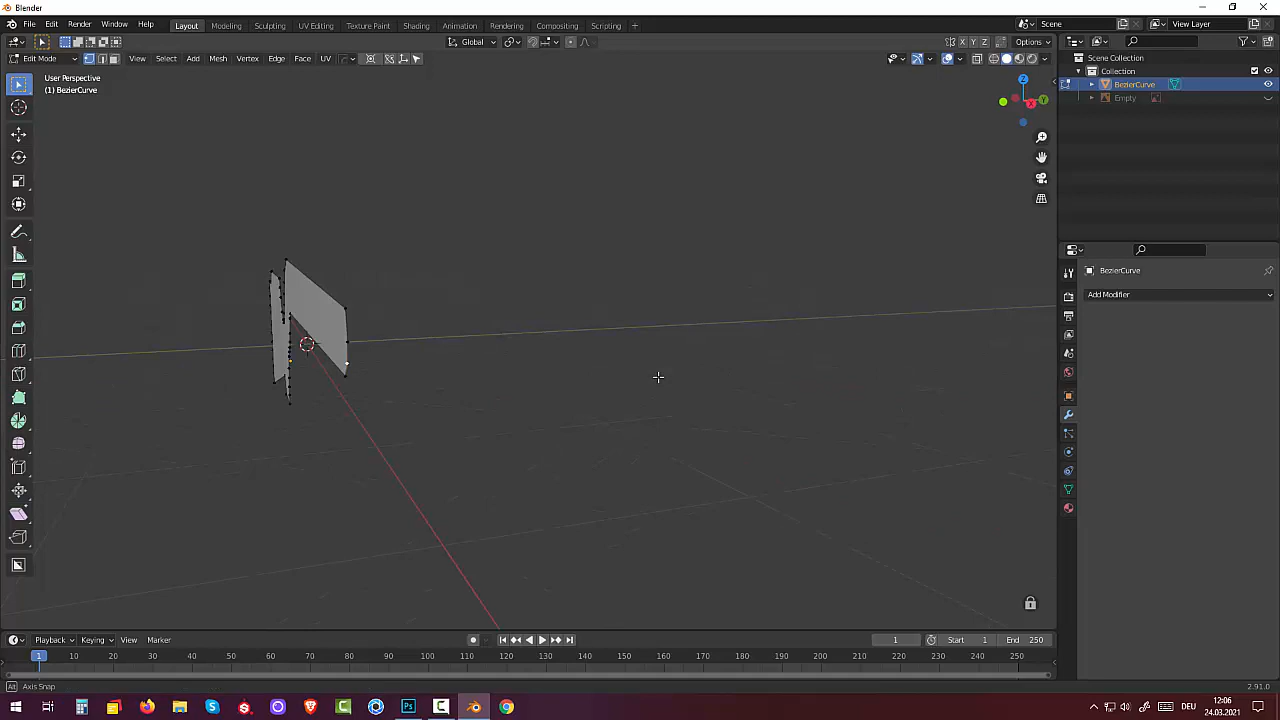 Blender
File Edit Render Window Help Layout Modeling Sculpting UV Editing Texture Paint Shading Animation Rendering Compositing Scripting + Scene View Layer
Global X Y Z Options
Edit Mode View Select Add Mesh Vertex Edge Face UV
Scene Collection
Collection
BezierCurve
Empty
User Perspective
(1) BezierCurve
Z
Y
X
BezierCurve
Add Modifier
Playback Keying View Marker 1 Start 1 End 250
1 10 20 30 40 50 60 70 80 90 100 110 120 130 140 150 160 170 180 190 200 210 220 230 240 250
Alt Axis Snap 2.91.0
Ps DEU 12:06
24.03.2021